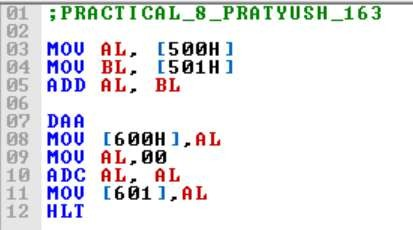 01 ;PRACTICAL_8_PRATYUSH_163
02
03 MOV AL, [500H]
04 MOV BL, [501H]
05 ADD AL, BL
06
07 DAA
08 MOV [600H],AL
09 MOV AL,00
10 ADC AL, AL
11 MOV [601],AL
12 HLT